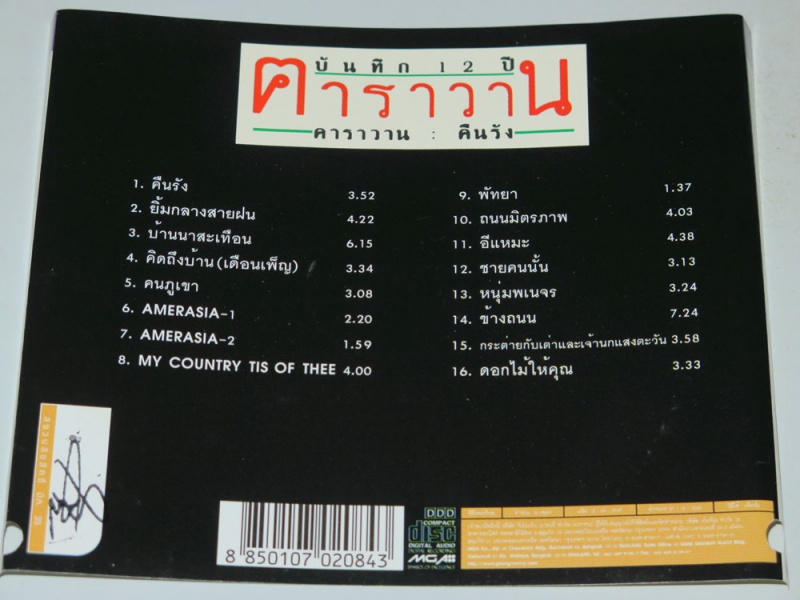 บันทึก 12 ปี
คาราวาน
คาราวาน : คืนรัง
1. คืนรัง 3.52
2. ยิ้มกลางสายฝน 4.22
3. บ้านนาสะเทือน 6.15
4. คิดถึงบ้าน (เดือนเพ็ญ) 3.34
5. คนภูเขา 3.08
6. AMERASIA-1 2.20
7. AMERASIA-2 1.59
8. MY COUNTRY TIS OF THEE 4.00
9. พัทยา 1.37
10. ถนนมิตรภาพ 4.03
11. อีแหมะ 4.38
12. ชายคนนั้น 3.13
13. หนุ่มพเนจร 3.24
14. ข้างถนน 7.24
15. กระต่ายกับเต่าและเจ้านกแสงตะวัน 3.58
16. ดอกไม้ให้คุณ 3.33
8 850107 020843
DDD
COMPACT
disc
DIGITAL AUDIO
MGA